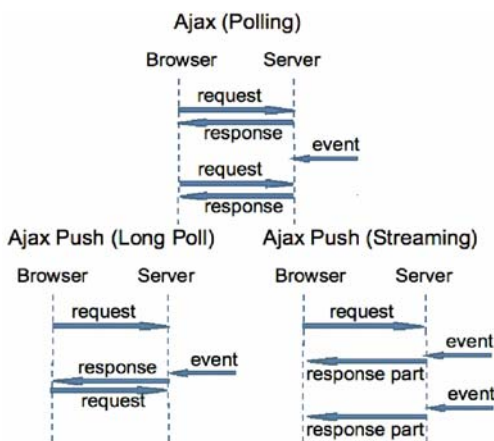 Ajax (Polling)
Browser Server
request
response
event
request
response
Ajax Push (Long Poll)
Browser Server
request
event
response
request
Ajax Push (Streaming)
Browser Server
request
event
response part
event
response part